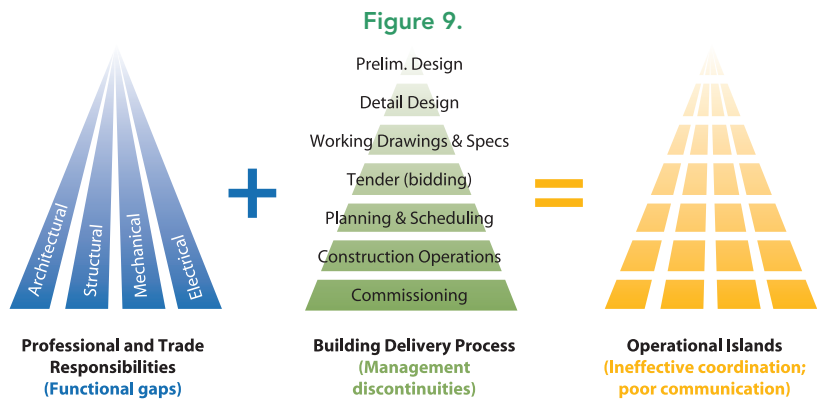 Figure 9.
Architectural
Structural
Mechanical
Electrical
Professional and Trade
Responsibilities
(Functional gaps)
+
Prelim. Design
Detail Design
Working Drawings & Specs
Tender (bidding)
Planning & Scheduling
Construction Operations
Commissioning
Building Delivery Process
(Management
discontinuities)
=
Operational Islands
(Ineffective coordination;
poor communication)